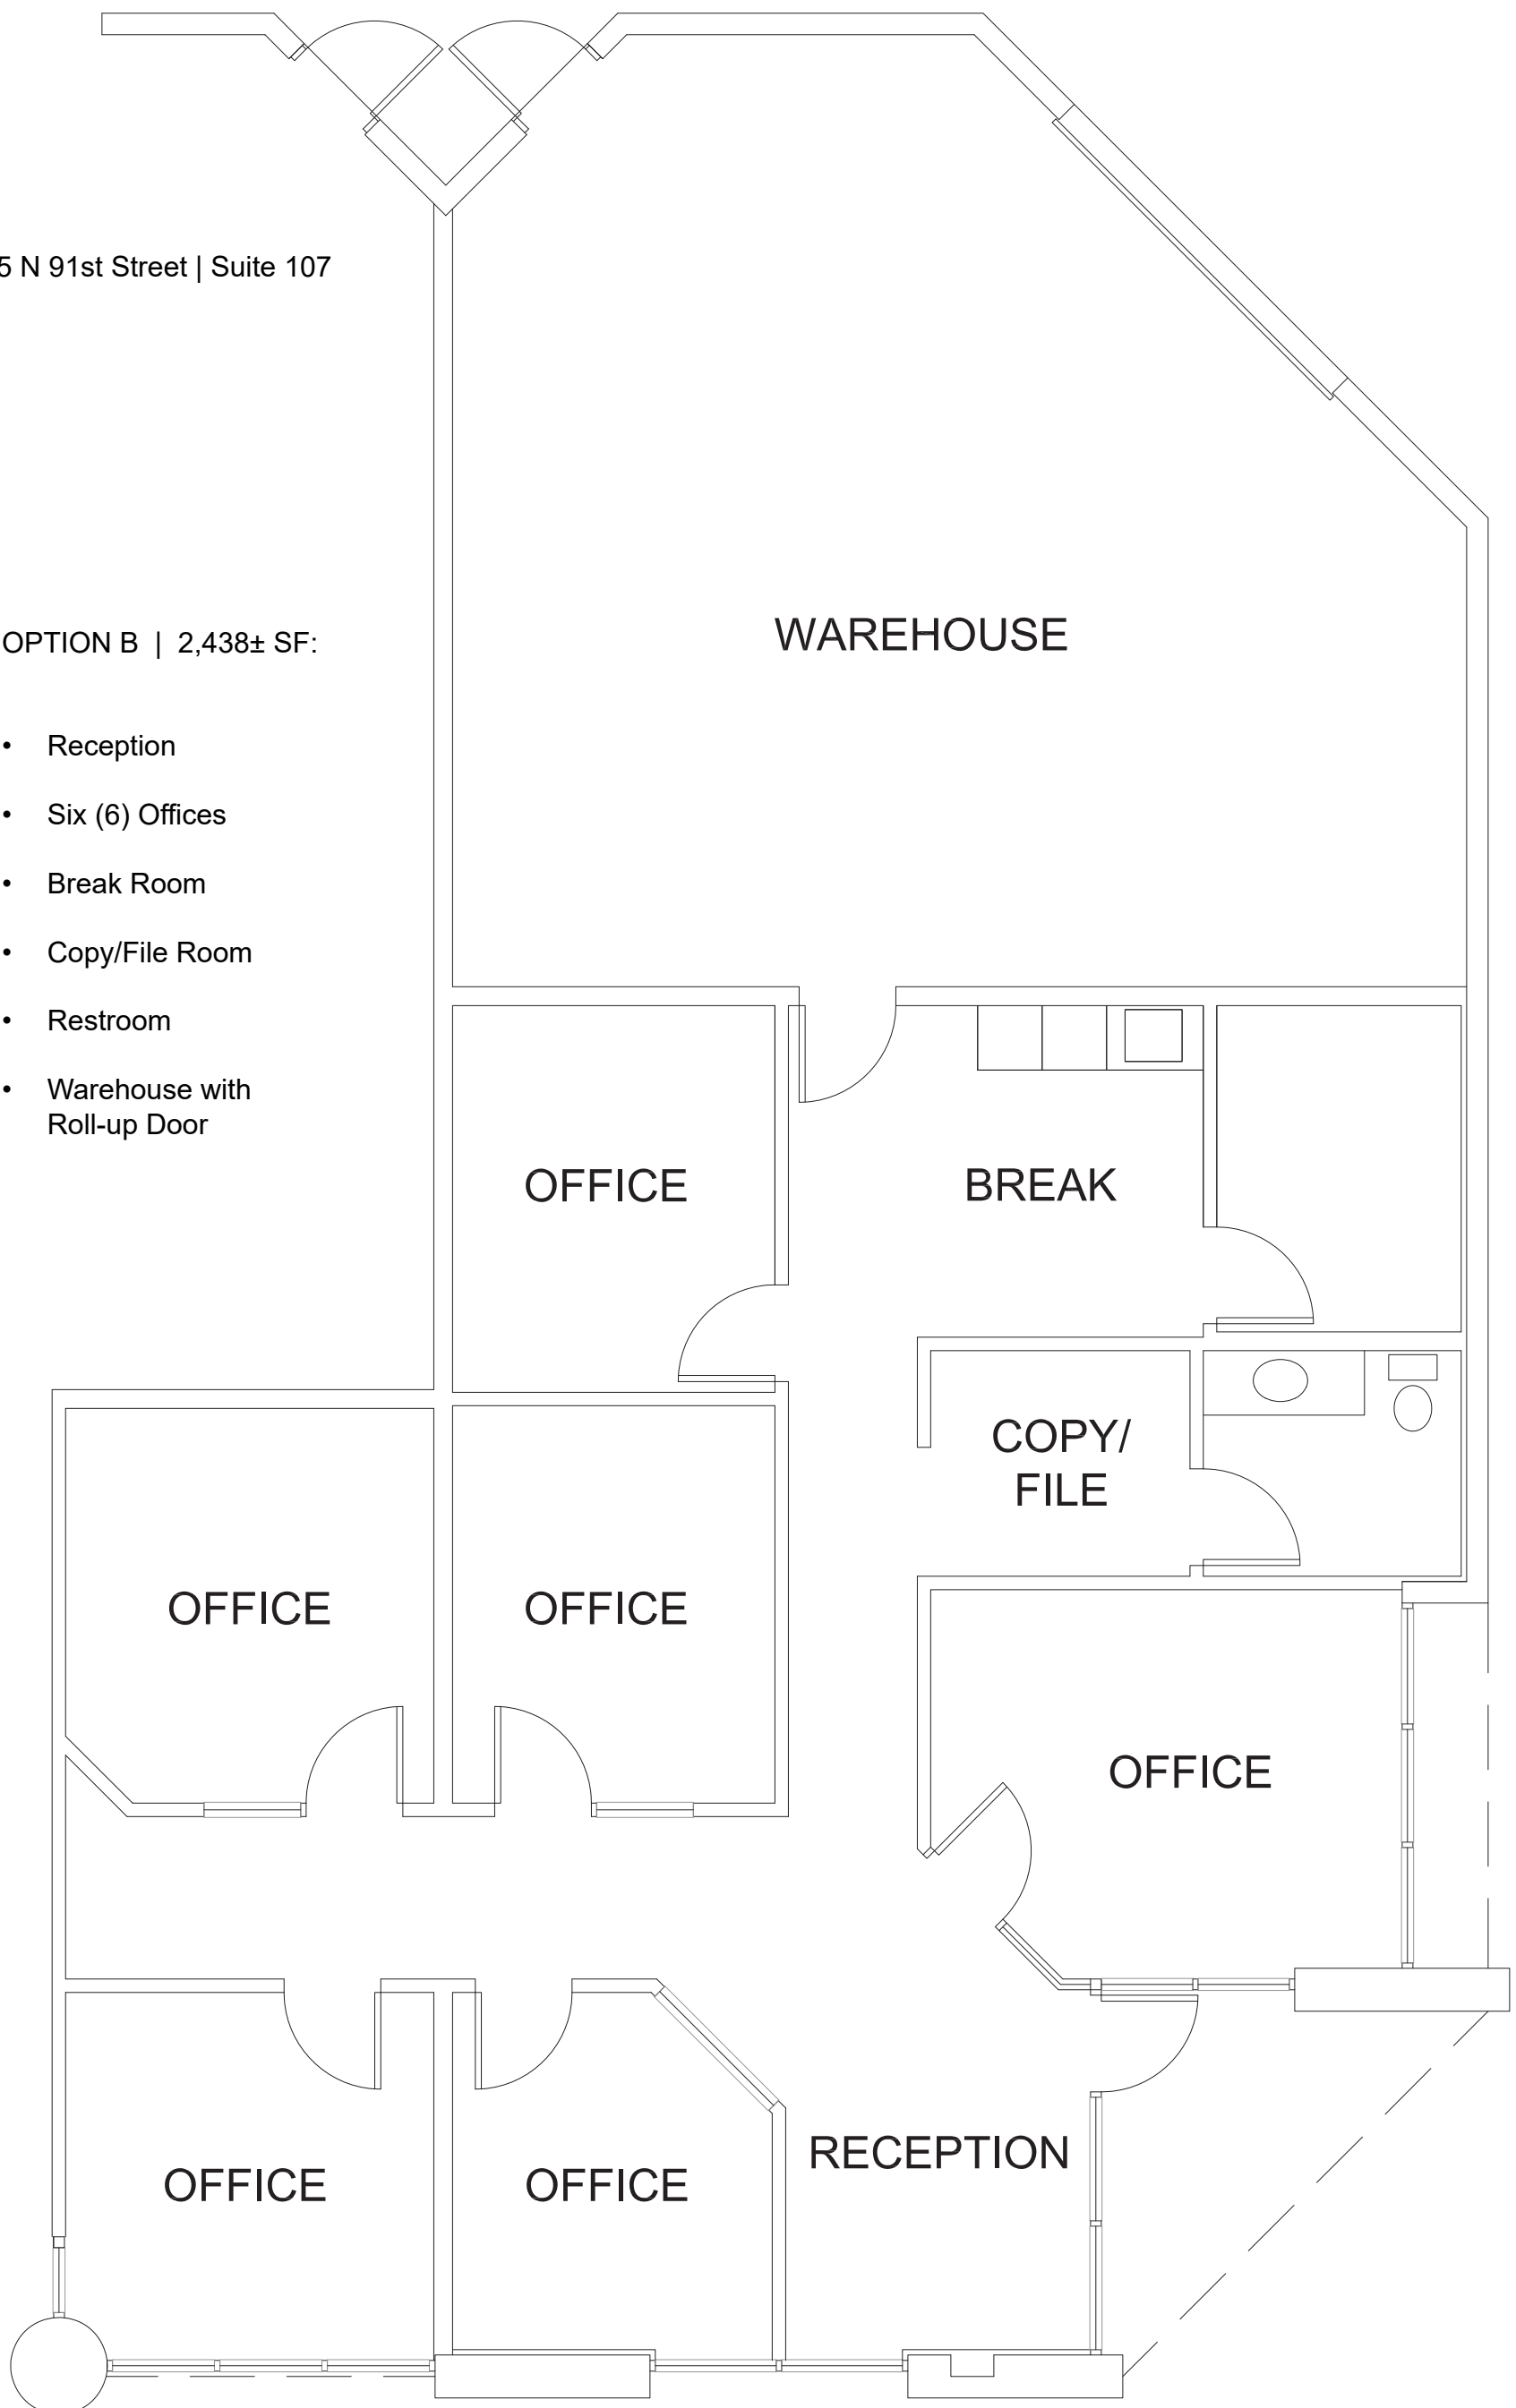 5 N 91st Street | Suite 107
OPTION B | 2,438± SF:
• Reception
• Six (6) Offices
• Break Room
• Copy/File Room
• Restroom
• Warehouse with
Roll-up Door
WAREHOUSE
OFFICE
BREAK
COPY/
FILE
OFFICE
OFFICE
OFFICE
RECEPTION
OFFICE
OFFICE